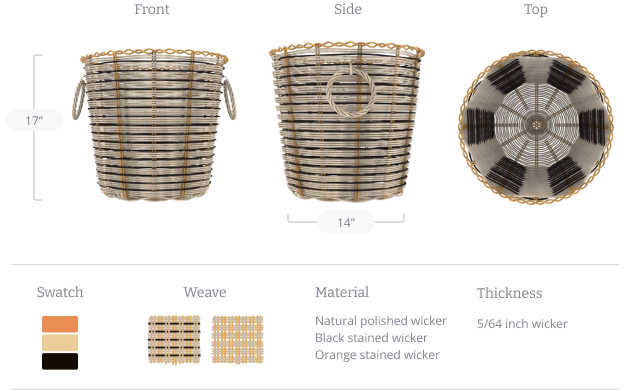 Front
Side
Top
17”
14”
Swatch
Weave
Material
Thickness
Natural polished wicker
Black stained wicker
Orange stained wicker
5/64 inch wicker